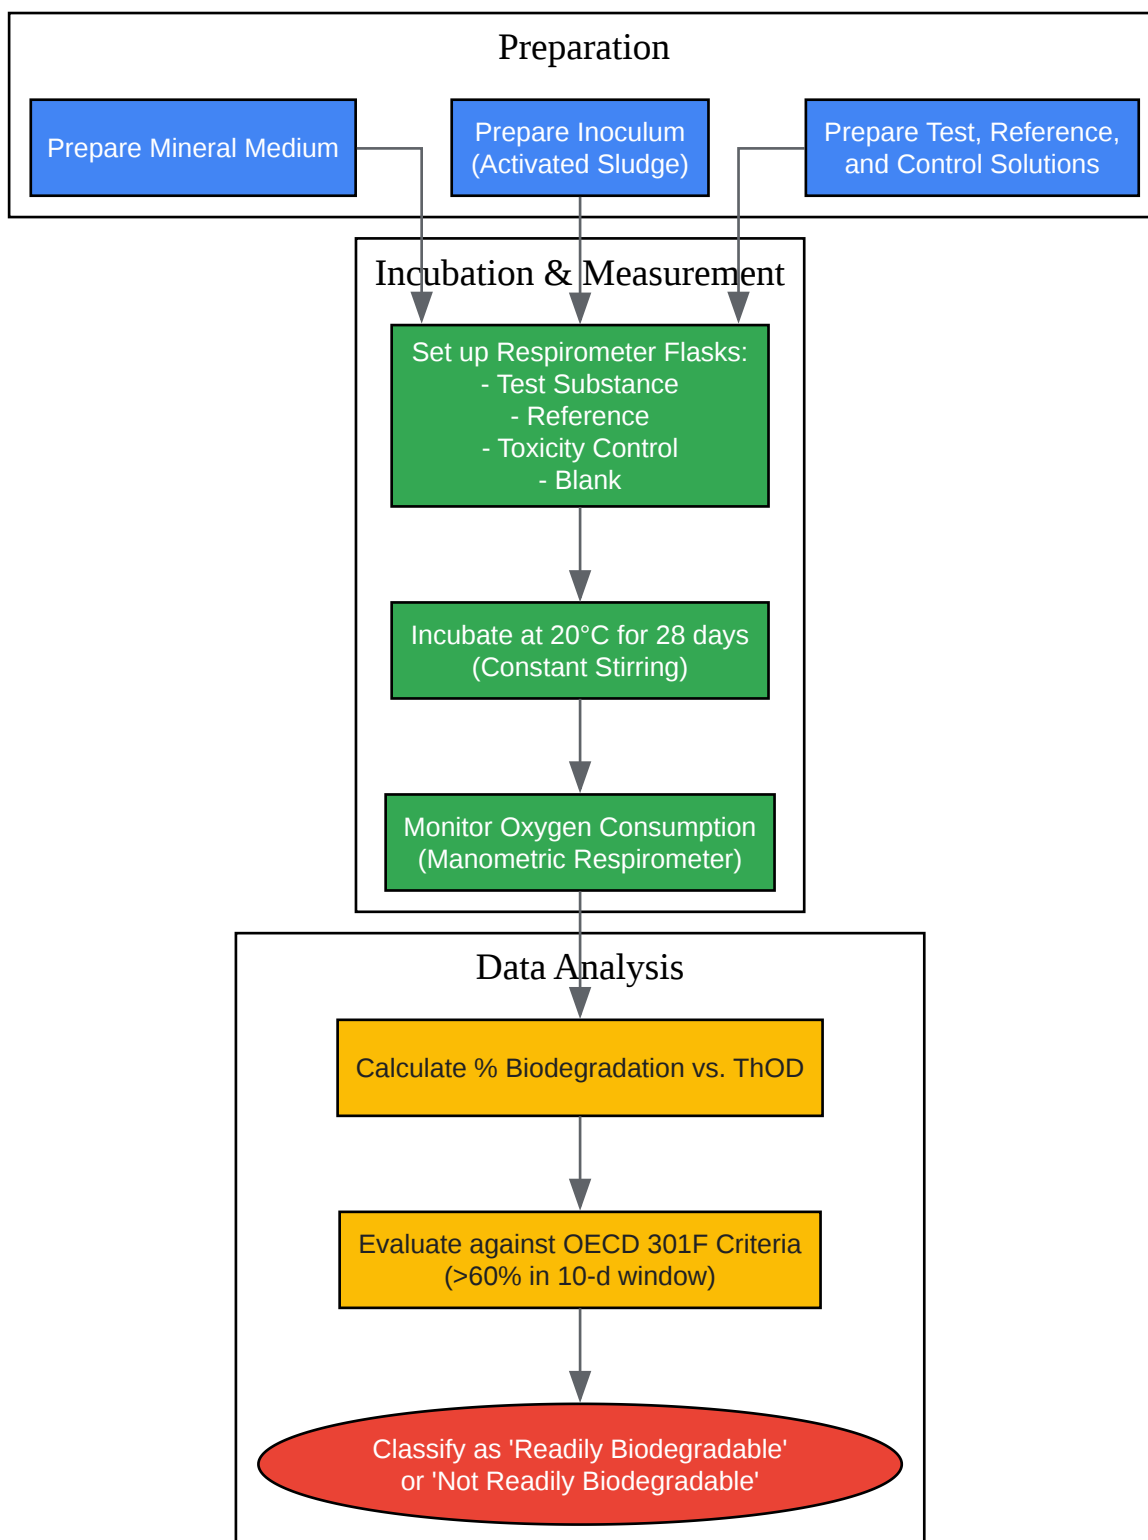 Preparation
Prepare Mineral Medium
Prepare Inoculum
(Activated Sludge)
Prepare Test, Reference,
and Control Solutions
Incubation & Measurement
Set up Respirometer Flasks:
- Test Substance
- Reference
- Toxicity Control
- Blank
Incubate at 20°C for 28 days
(Constant Stirring)
Monitor Oxygen Consumption
(Manometric Respirometer)
Data Analysis
Calculate % Biodegradation vs. ThOD
Evaluate against OECD 301F Criteria
(>60% in 10-d window)
Classify as 'Readily Biodegradable'
or 'Not Readily Biodegradable'